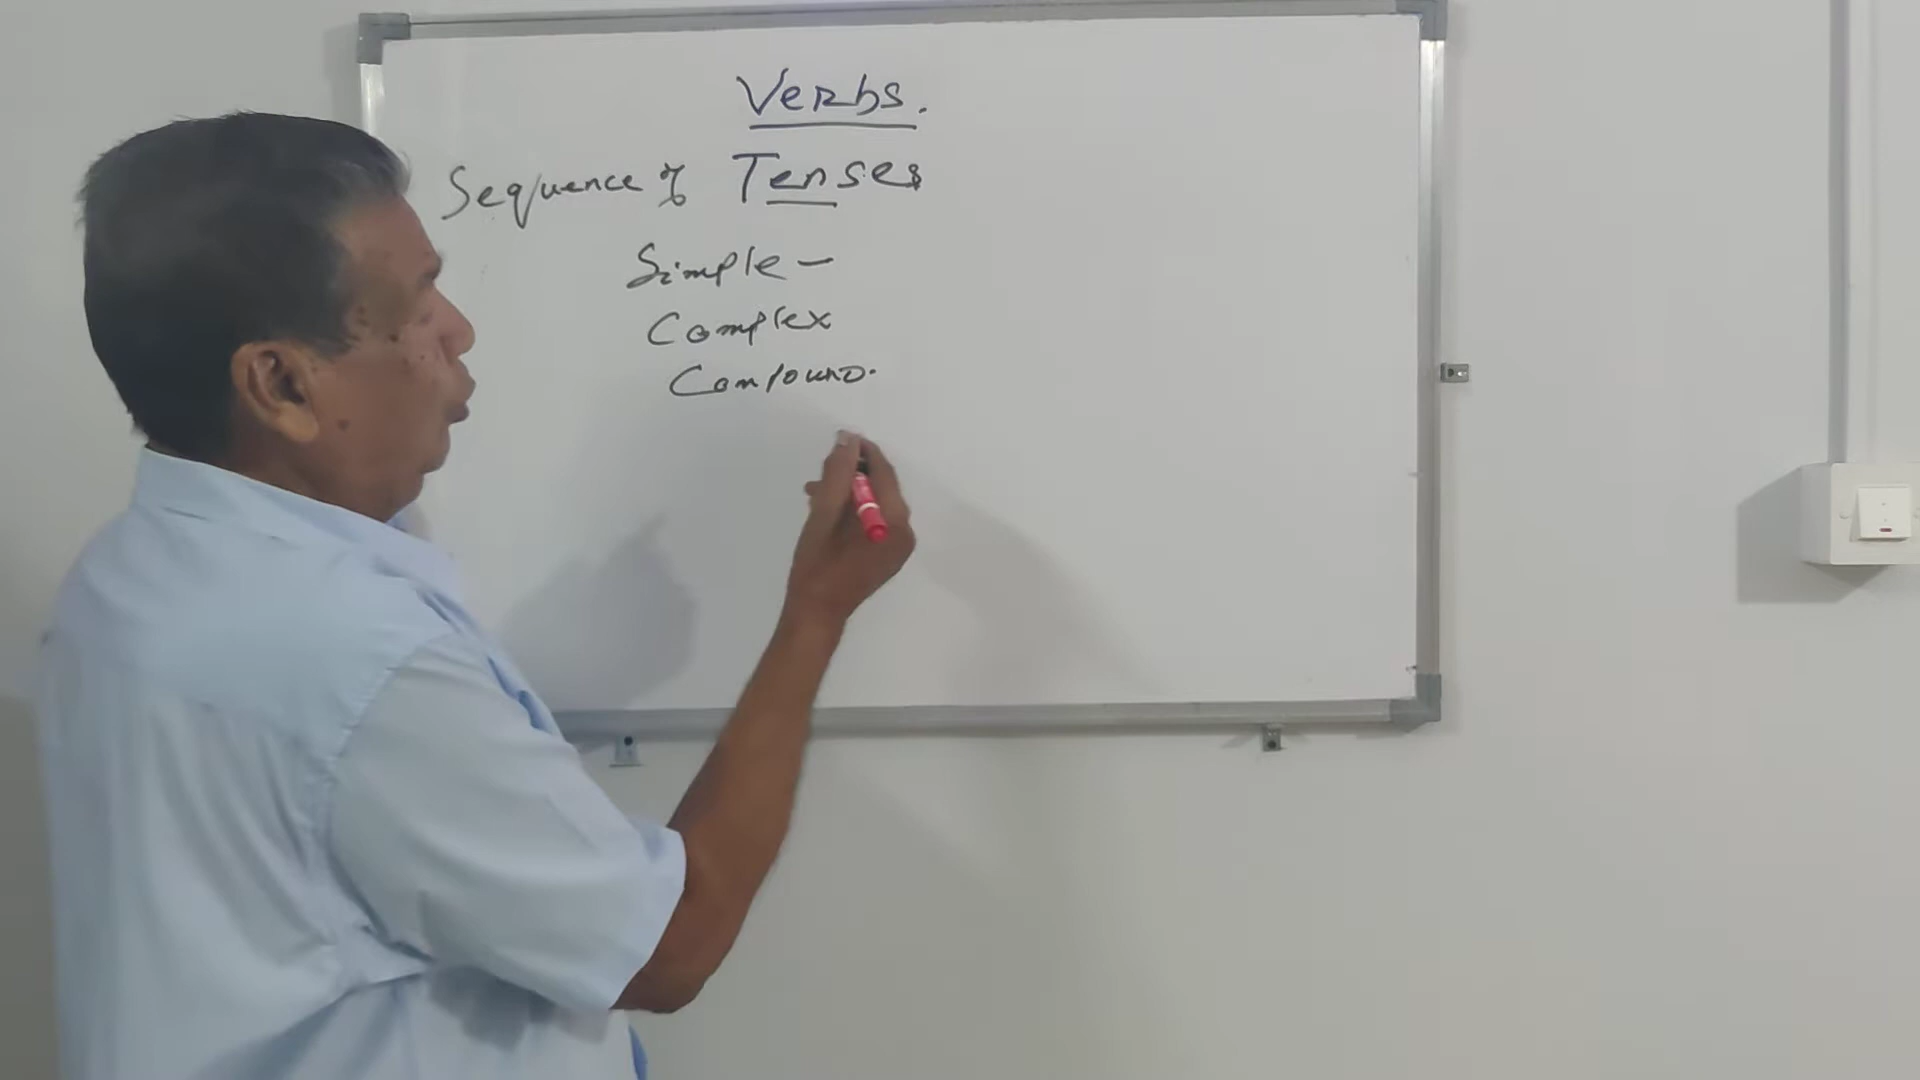 Verbs.
Sequence of Tenses
Simple –
Complex
Compound.